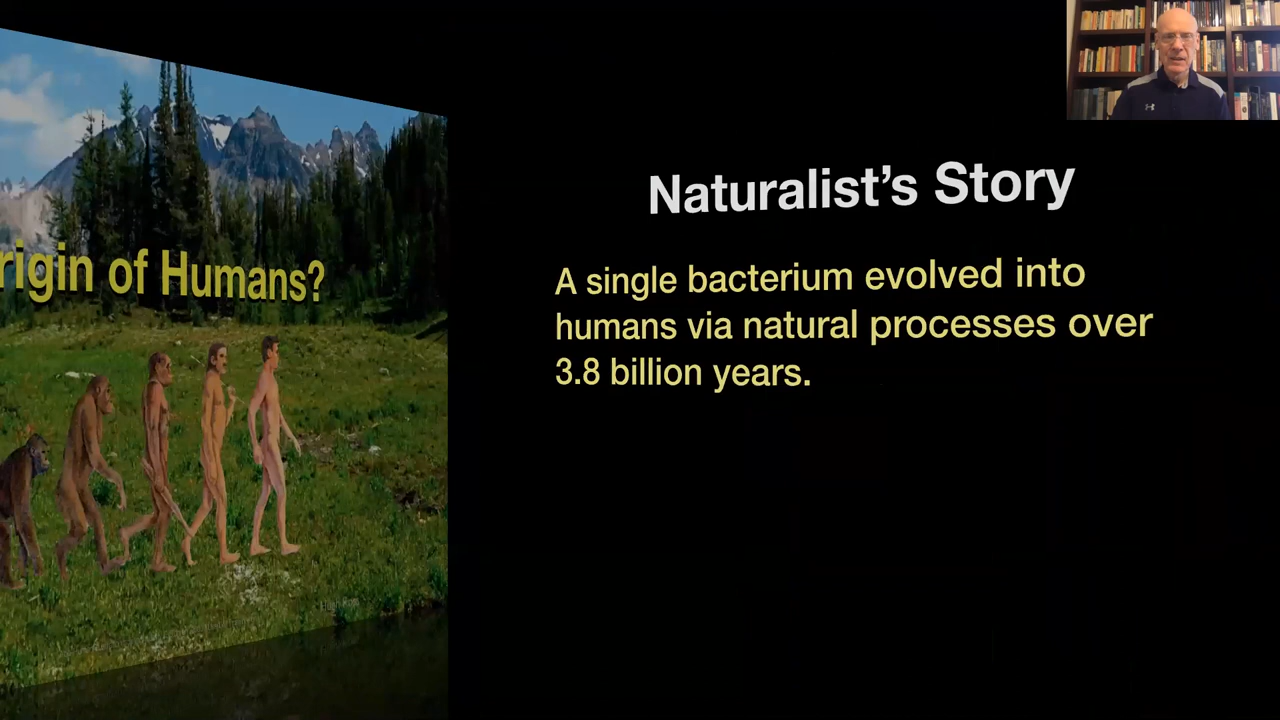 rigin of Humans?
Naturalist's Story
A single bacterium evolved into
humans via natural processes over
3.8 billion years.